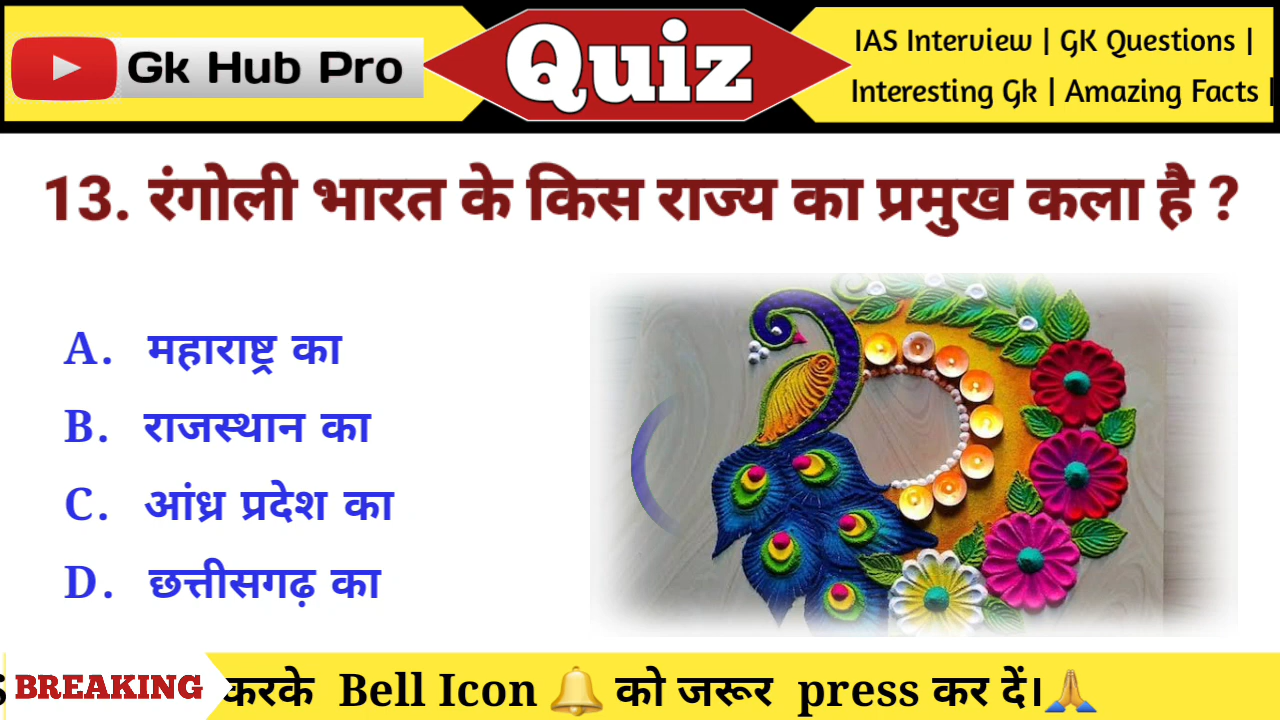 Gk Hub Pro
Quiz
IAS Interview | GK Questions |
Interesting Gk | Amazing Facts |
13. रंगोली भारत के किस राज्य का प्रमुख कला है ?
A. महाराष्ट्र का
B. राजस्थान का
C. आंध्र प्रदेश का
D. छत्तीसगढ़ का
BREAKING
करके Bell Icon 🔔 को जरूर press कर दें।🙏